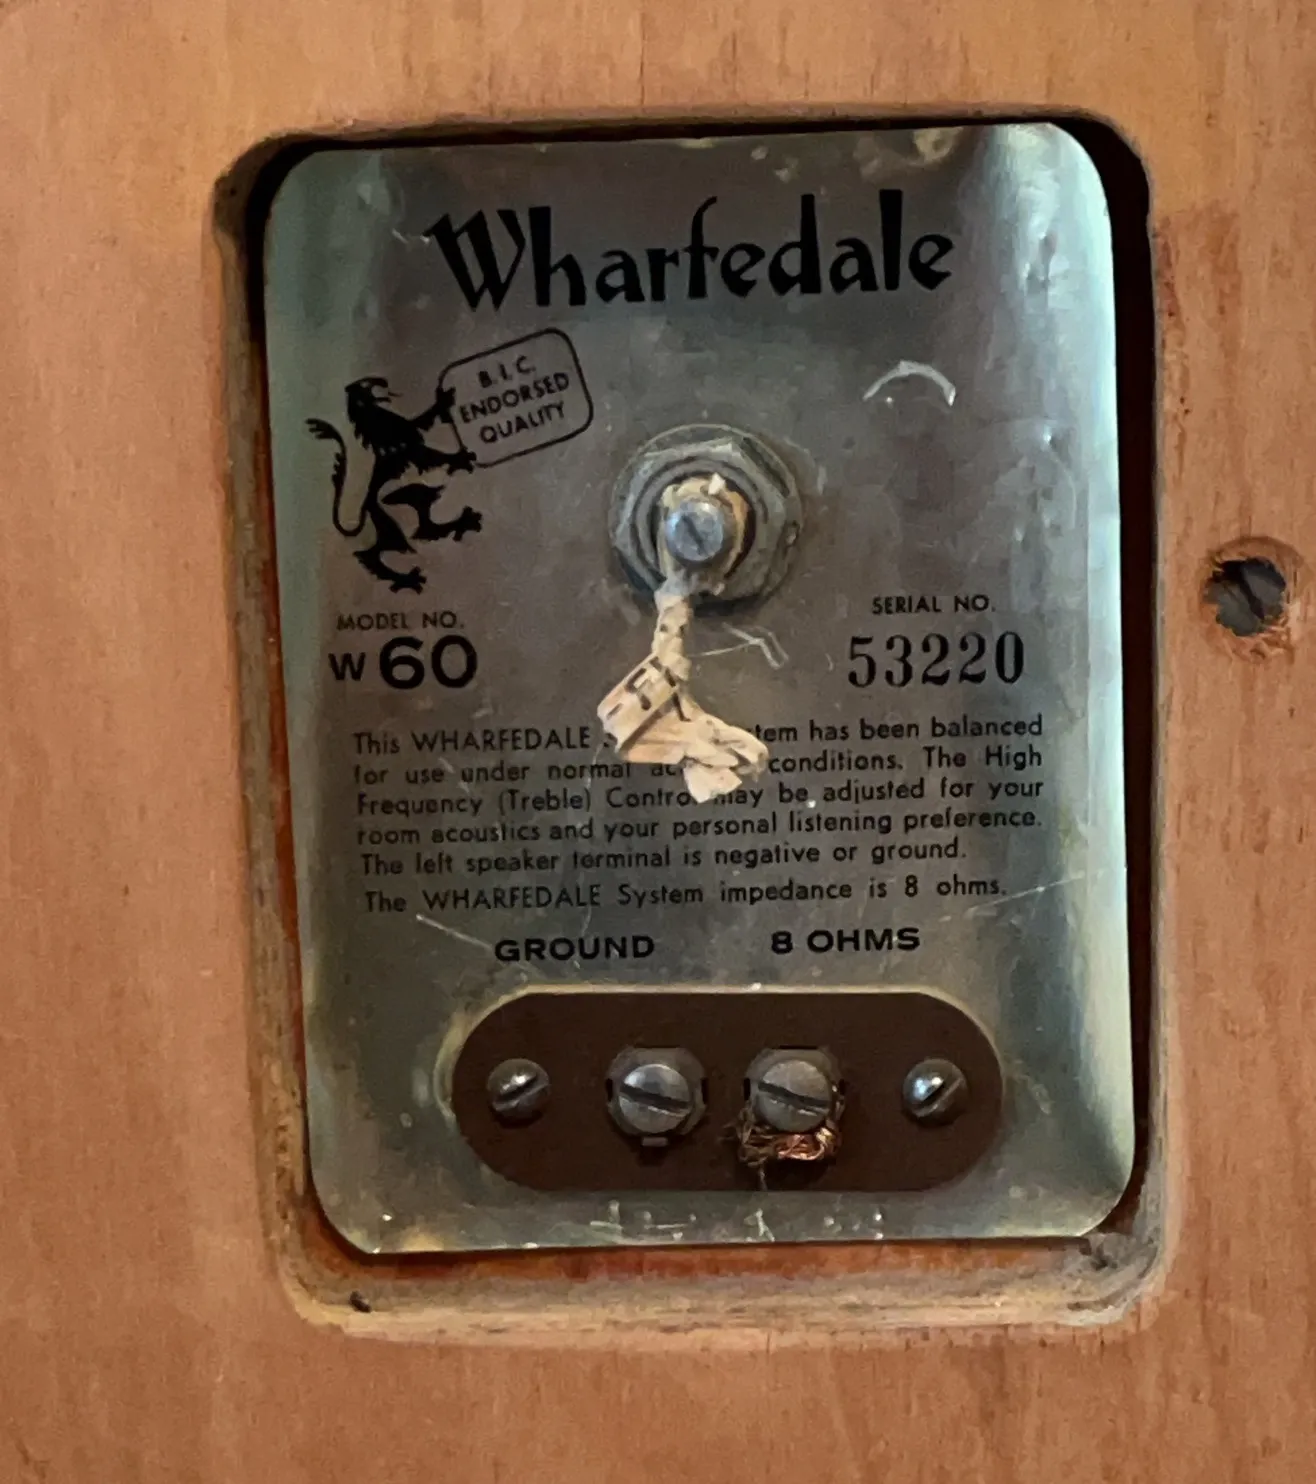 Wharfedale
B.I.C.
ENDORSED
QUALITY
MODEL NO.
W60
SERIAL NO.
53220
This WHARFEDALE tem has been balanced
for use under normal ac conditions. The High
Frequency (Treble) Contro may be adjusted for your
room acoustics and your personal listening preference.
The left speaker terminal is negative or ground.
The WHARFEDALE System impedance is 8 ohms.
GROUND 8 OHMS